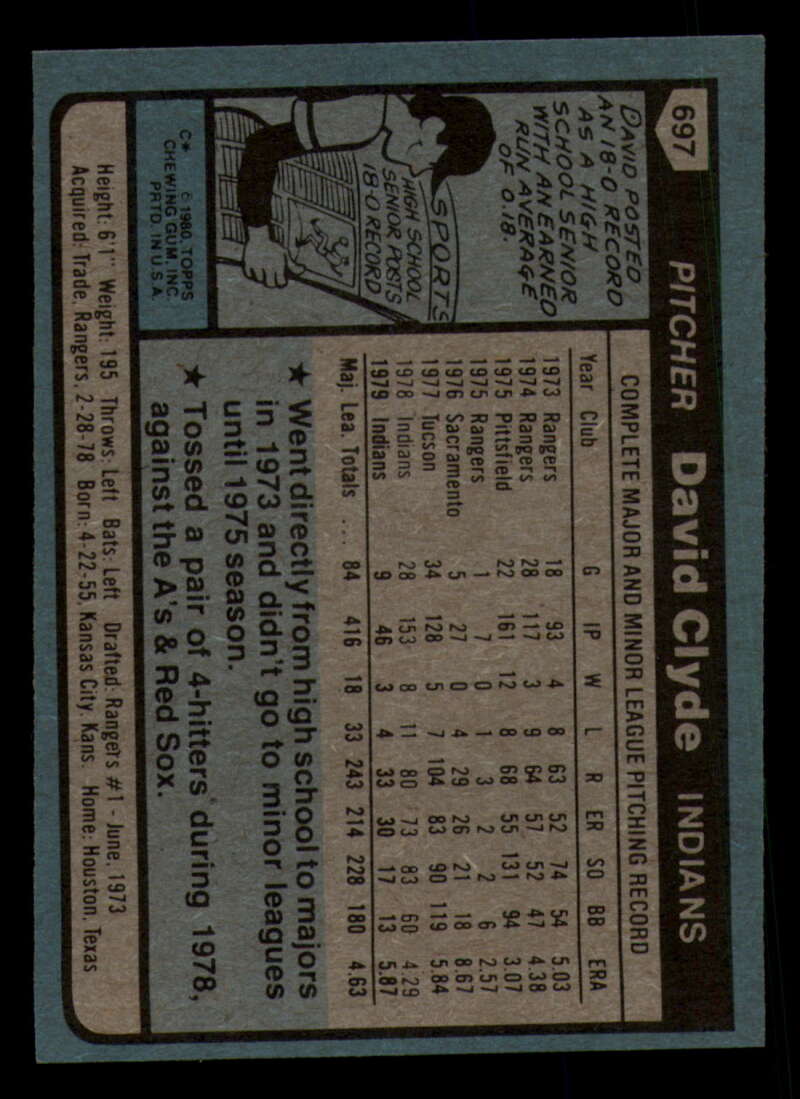 697
PITCHER David Clyde INDIANS
DAVID POSTED
AN 18-0 RECORD
AS A HIGH
SCHOOL SENIOR
WITH AN EARNED
RUN AVERAGE
OF 0.18.
SPORTS
HIGH SCHOOL
SENIOR POSTS
18-0 RECORD
C* © 1980 TOPPS
CHEWING GUM, INC.
PRTD. IN U.S.A.
COMPLETE MAJOR AND MINOR LEAGUE PITCHING RECORD
Year Club G IP W L R ER SO BB ERA
1973 Rangers 18 93 4 8 63 52 74 54 5.03
1974 Rangers 28 117 3 9 64 57 52 47 4.38
1975 Pittsfield 22 161 12 8 68 55 131 94 3.07
1975 Rangers 1 7 0 1 3 2 2 6 2.57
1976 Sacramento 5 27 0 4 29 26 21 18 8.67
1977 Tucson 34 128 5 7 104 83 90 119 5.84
1978 Indians 28 153 8 11 80 73 83 60 4.29
1979 Indians 9 46 3 4 33 30 17 13 5.87
Maj. Lea. Totals .... 84 416 18 33 243 214 228 180 4.63
★ Went directly from high school to majors
in 1973 and didn't go to minor leagues
until 1975 season.
★ Tossed a pair of 4-hitters during 1978,
against the A's & Red Sox.
Height: 6'1" Weight: 195 Throws: Left Bats: Left Drafted: Rangers #1 - June, 1973
Acquired: Trade, Rangers, 2-28-78 Born: 4-22-55, Kansas City, Kans. Home: Houston, Texas